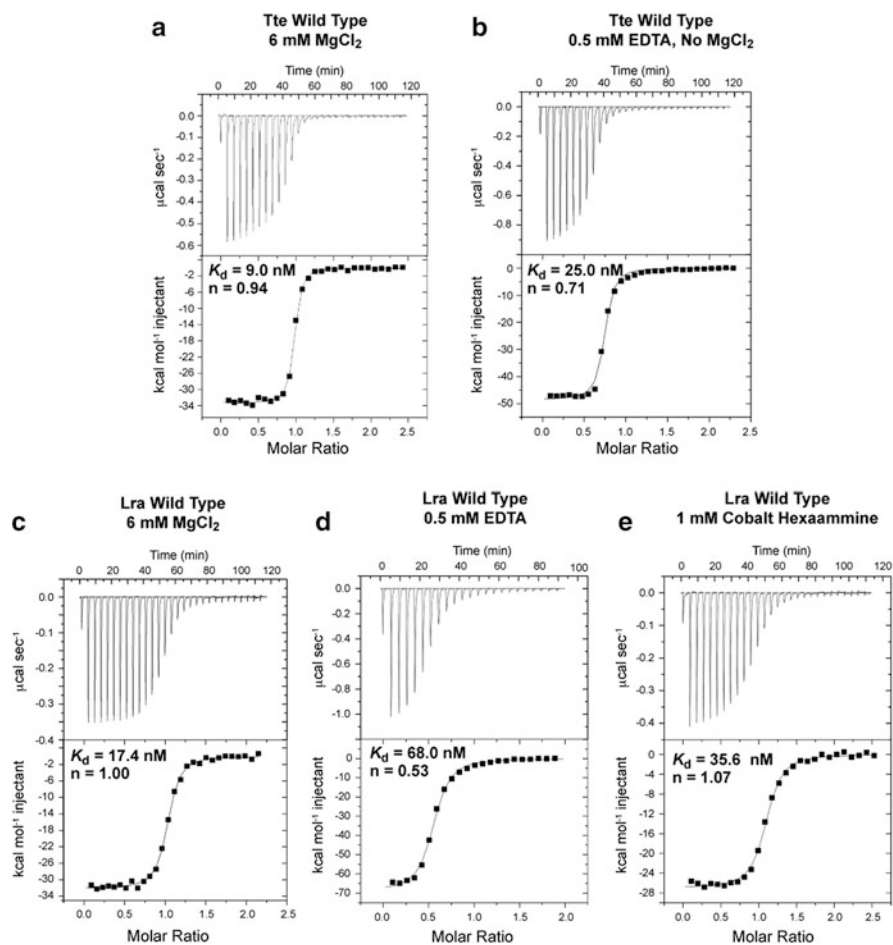 a
Tte Wild Type
6 mM MgCl₂
Time (min)
0 20 40 60 80 100 120 140
0.0
-0.1
-0.2
-0.3
-0.4
-0.5
-0.6
µcal sec⁻¹
Kd = 9.0 nM
n = 0.94
-2
-6
-10
-14
-18
-22
-26
-30
-34
kcal mol⁻¹ injectant
0.0 0.5 1.0 1.5 2.0 2.5
Molar Ratio
b
Tte Wild Type
0.5 mM EDTA, No MgCl₂
Time (min)
0 20 40 60 80 100 120
0.0
-0.2
-0.4
-0.6
-0.8
µcal sec⁻¹
Kd = 25.0 nM
n = 0.71
0
-10
-20
-30
-40
-50
kcal mol⁻¹ injectant
0.0 0.5 1.0 1.5 2.0 2.5
Molar Ratio
c
Lra Wild Type
6 mM MgCl₂
Time (min)
0 20 40 60 80 100 120
0.0
-0.1
-0.2
-0.3
-0.4
µcal sec⁻¹
Kd = 17.4 nM
n = 1.00
-2
-6
-10
-14
-18
-22
-26
-30
-34
kcal mol⁻¹ injectant
0.0 0.5 1.0 1.5 2.0 2.5
Molar Ratio
d
Lra Wild Type
0.5 mM EDTA
Time (min)
0 20 40 60 80 100
0.0
-0.2
-0.4
-0.6
-0.8
-1.0
µcal sec⁻¹
Kd = 68.0 nM
n = 0.53
0
-10
-20
-30
-40
-50
-60
-70
kcal mol⁻¹ injectant
0.0 0.5 1.0 1.5 2.0
Molar Ratio
e
Lra Wild Type
1 mM Cobalt Hexaammine
Time (min)
0 20 40 60 80 100 120
0.0
-0.1
-0.2
-0.3
-0.4
µcal sec⁻¹
Kd = 35.6 nM
n = 1.07
0
-4
-8
-12
-16
-20
-24
-28
kcal mol⁻¹ injectant
0.0 0.5 1.0 1.5 2.0 2.5
Molar Ratio